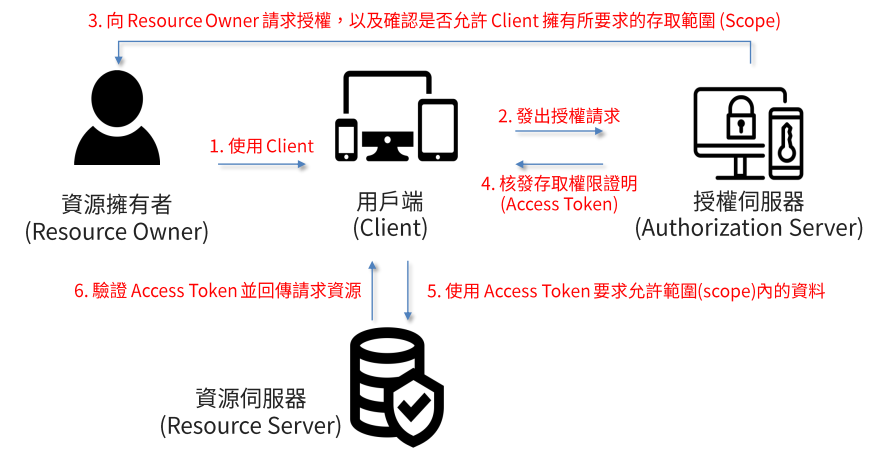 3. 向 Resource Owner 請求授權，以及確認是否允許 Client 擁有所要求的存取範圍 (Scope)
1. 使用 Client
2. 發出授權請求
4. 核發存取權限證明
(Access Token)
資源擁有者
(Resource Owner)
用戶端
(Client)
授權伺服器
(Authorization Server)
6. 驗證 Access Token 並回傳請求資源
5. 使用 Access Token 要求允許範圍(scope)內的資料
資源伺服器
(Resource Server)